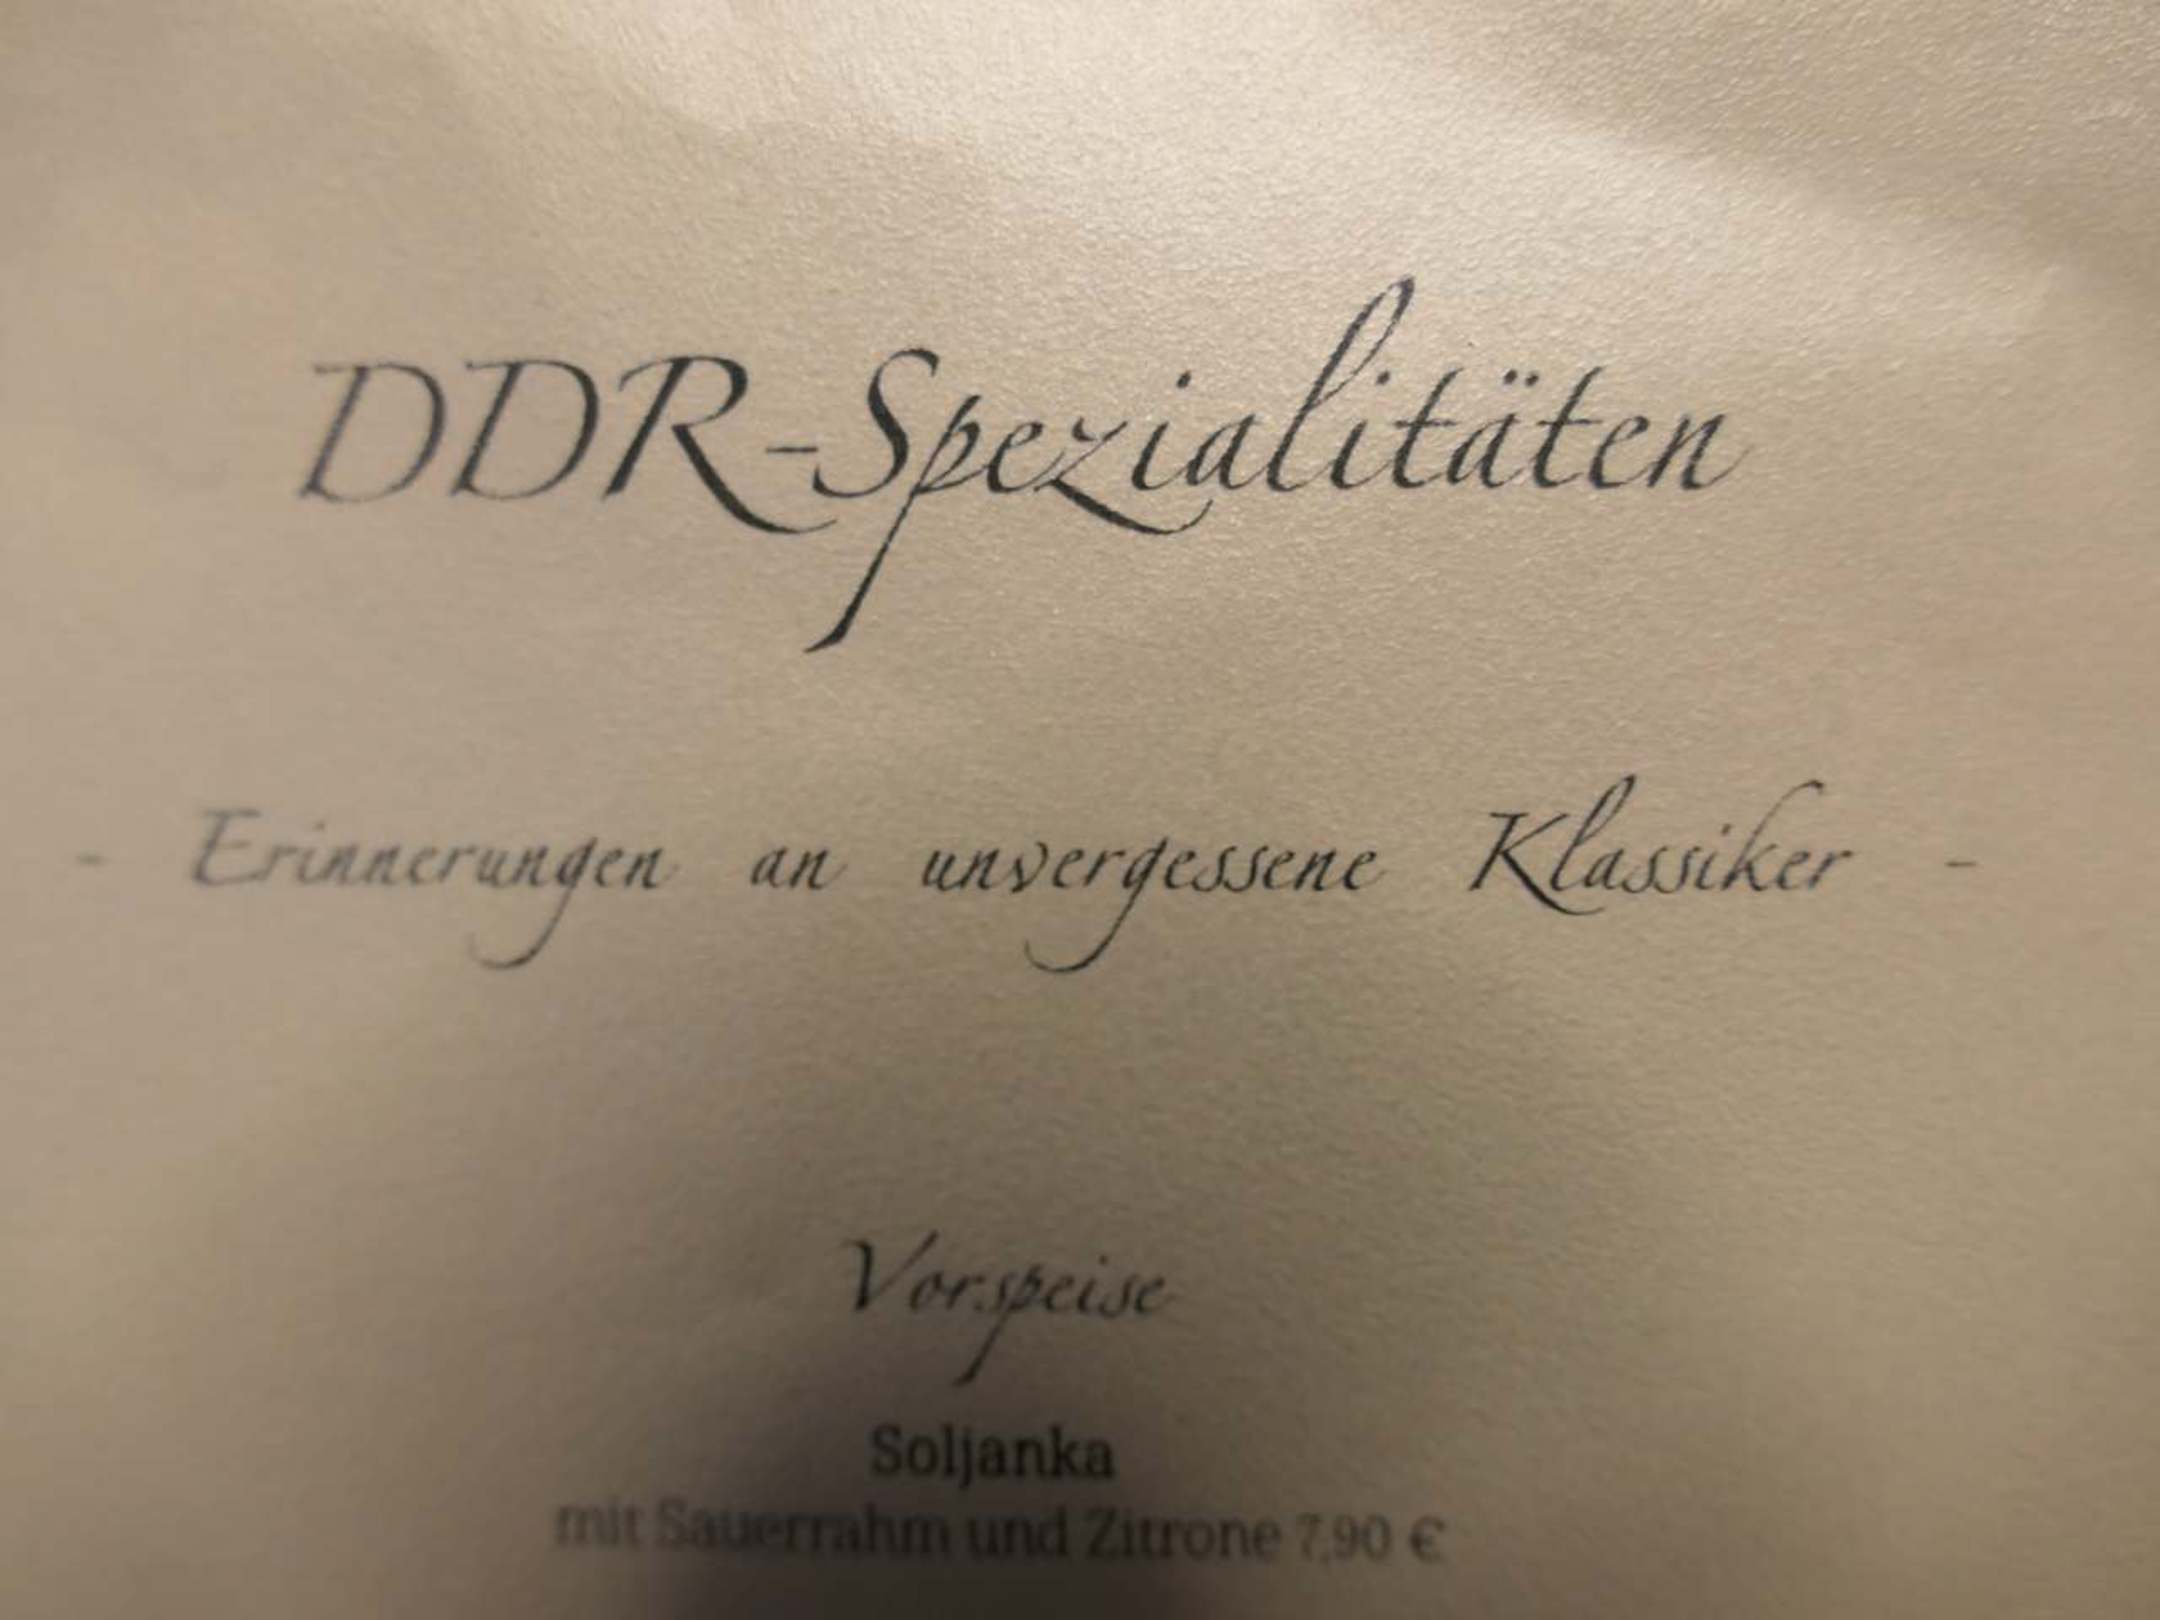 DDR-Spezialitäten
- Erinnerungen an unvergessene Klassiker -
Vorspeise
Soljanka
mit Sauerrahm und Zitrone 7,90 €